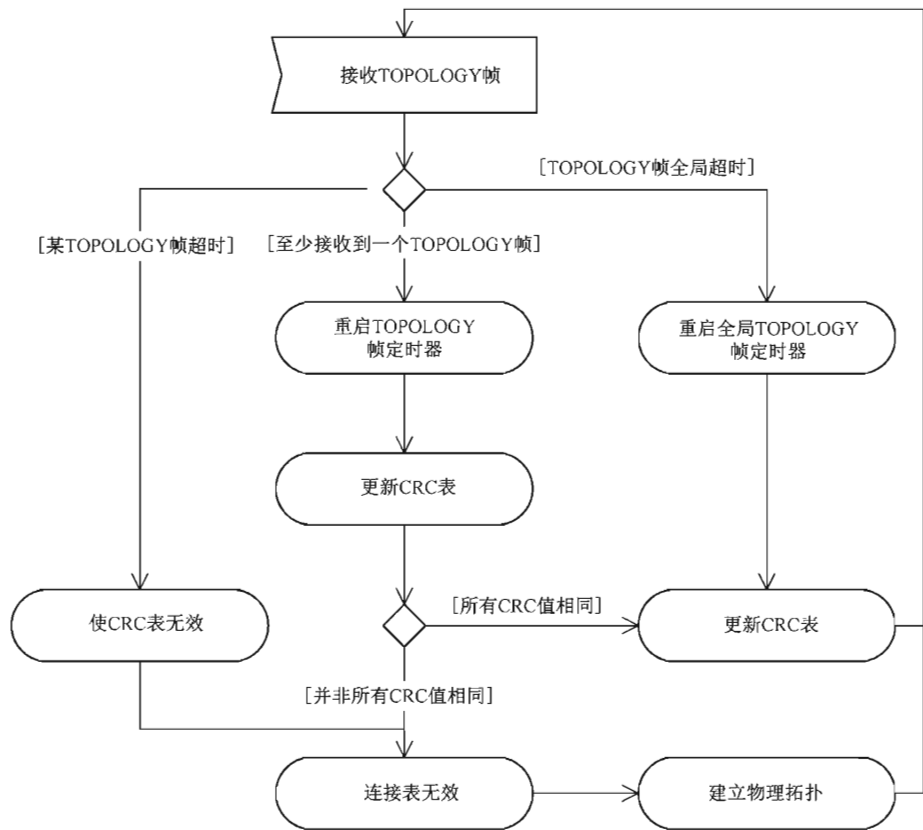 接收TOPOLOGY帧
[TOPOLOGY帧全局超时]
[某TOPOLOGY帧超时]
[至少接收到一个TOPOLOGY帧]
重启TOPOLOGY
帧定时器
重启全局TOPOLOGY
帧定时器
更新CRC表
使CRC表无效
[所有CRC值相同]
更新CRC表
[并非所有CRC值相同]
连接表无效
建立物理拓扑